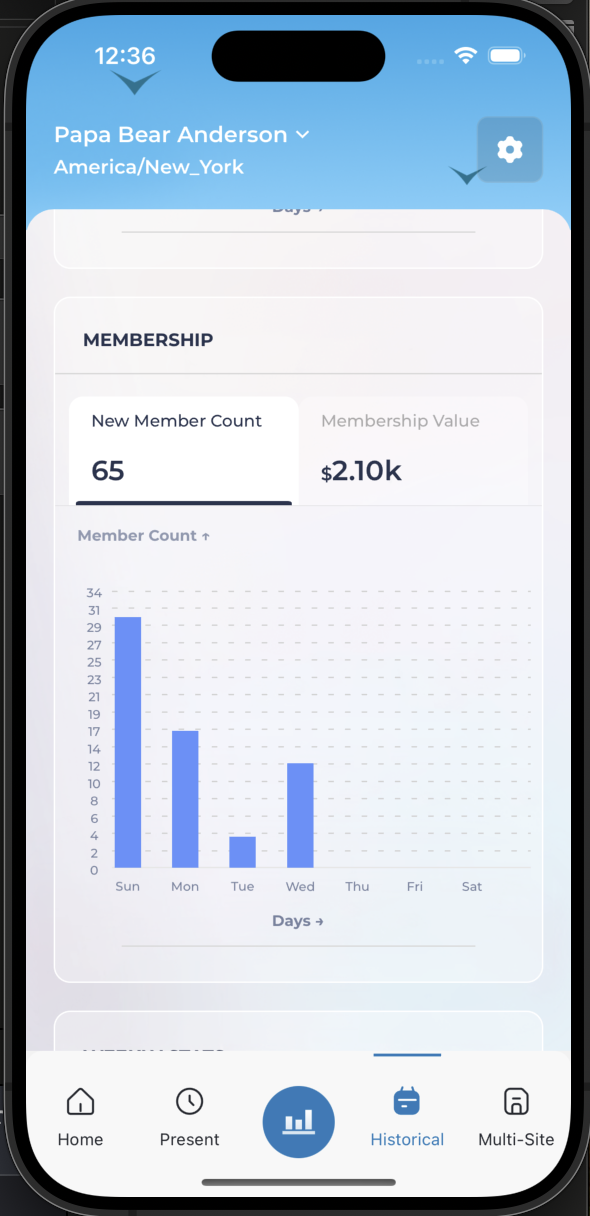 12:36
Papa Bear Anderson
America/New_York
Days →
MEMBERSHIP
New Member Count
65
Membership Value
$2.10k
Member Count ↑
34
31
29
27
25
23
21
19
17
14
12
10
8
6
4
2
0
Sun Mon Tue Wed Thu Fri Sat
Days →
Home Present Historical Multi-Site